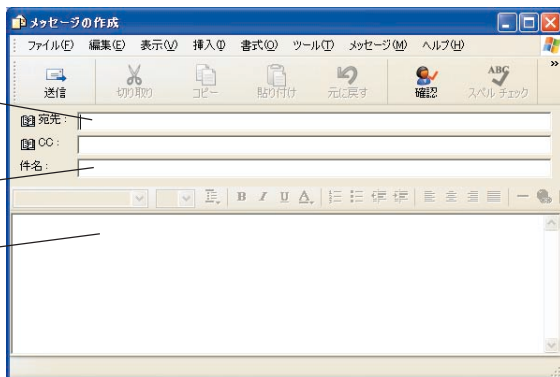 メッセージの作成
ファイル(F) 編集(E) 表示(V) 挿入(I) 書式(O) ツール(T) メッセージ(M) ヘルプ(H)
送信 切り取り コピー 貼り付け 元に戻す 確認 ABC スペル チェック »
宛先:
CC:
件名:
B I U A